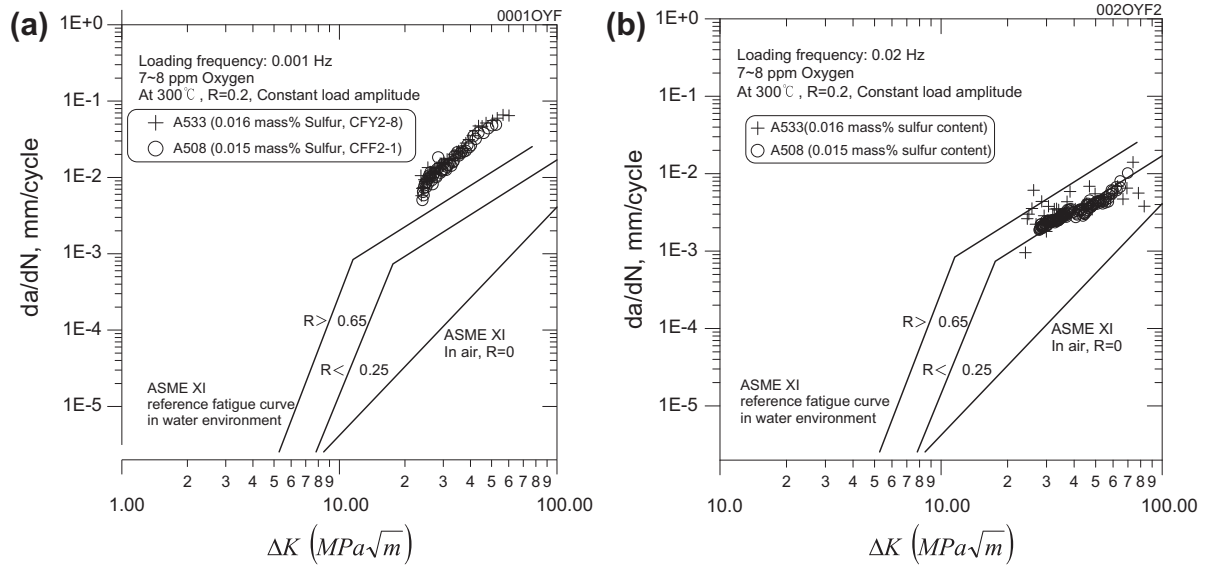 (a)
0001OYF
1E+0
Loading frequency: 0.001 Hz
7~8 ppm Oxygen
At 300℃ , R=0.2, Constant load amplitude
A533 (0.016 mass% Sulfur, CFY2-8)
A508 (0.015 mass% Sulfur, CFF2-1)
1E-1
1E-2
1E-3
1E-4
1E-5
da/dN, mm/cycle
R> 0.65
R< 0.25
ASME XI
In air, R=0
ASME XI
reference fatigue curve
in water environment
2 3 4 5 6 7 8 9 2 3 4 5 6 7 8 9
1.00 10.00 100.00
ΔK (MPa√m)
(b)
002OYF2
1E+0
Loading frequency: 0.02 Hz
7~8 ppm Oxygen
At 300℃ , R=0.2, Constant load amplitude
A533(0.016 mass% sulfur content)
A508 (0.015 mass% sulfur content)
1E-1
1E-2
1E-3
1E-4
1E-5
da/dN, mm/cycle
R> 0.65
R< 0.25
ASME XI
In air, R=0
ASME XI
reference fatigue curve
in water environment
2 3 4 5 6 7 8 9 2 3 4 5 6 7 8 9
10.0 10.00 100.00
ΔK (MPa√m)